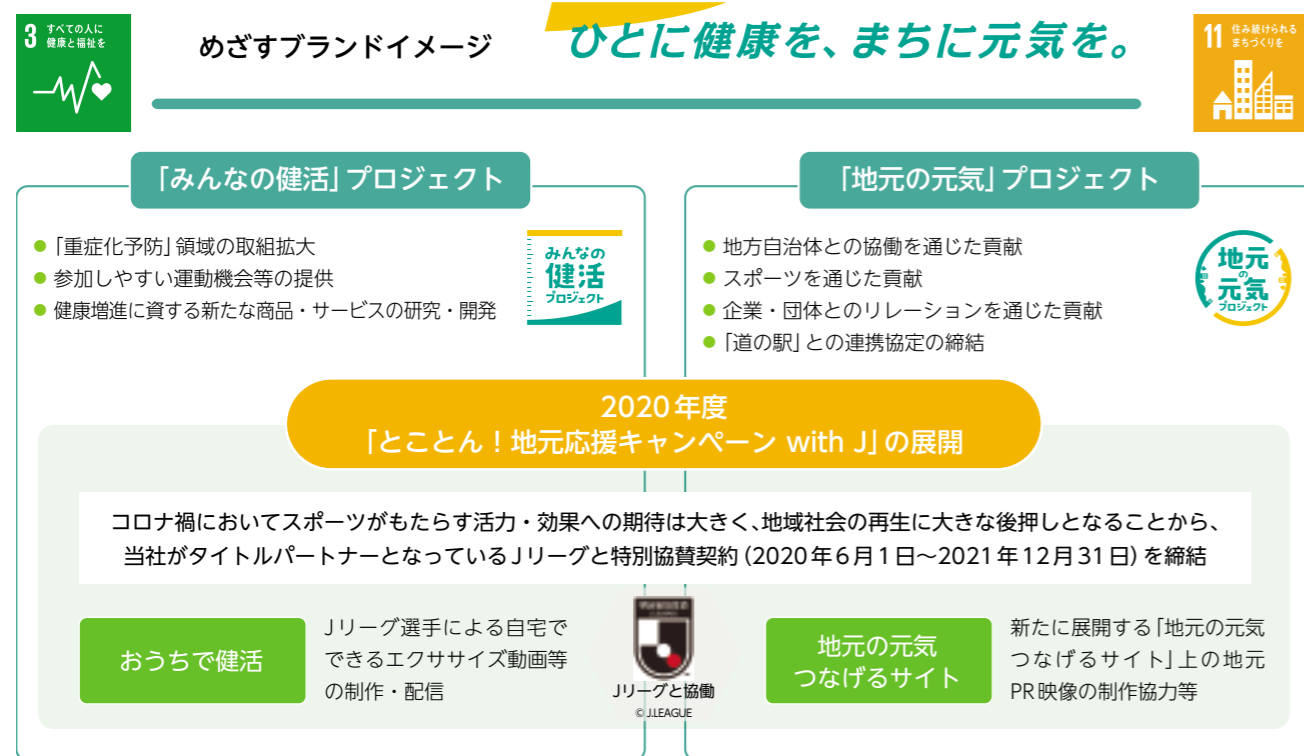 3 すべての人に
健康と福祉を
めざすブランドイメージ
ひとに健康を、まちに元気を。
11 住み続けられる
まちづくりを
「みんなの健活」プロジェクト
● 「重症化予防」領域の取組拡大
● 参加しやすい運動機会等の提供
● 健康増進に資する新たな商品・サービスの研究・開発
みんなの
健活
プロジェクト
「地元の元気」プロジェクト
● 地方自治体との協働を通じた貢献
● スポーツを通じた貢献
● 企業・団体とのリレーションを通じた貢献
● 「道の駅」との連携協定の締結
地元
の
元気
プロジェクト
2020年度
「とことん！地元応援キャンペーン with J」の展開
コロナ禍においてスポーツがもたらす活力・効果への期待は大きく、地域社会の再生に大きな後押しとなることから、
当社がタイトルパートナーとなっているJリーグと特別協賛契約（2020年6月1日～2021年12月31日）を締結
おうちで健活
Jリーグ選手による自宅で
できるエクササイズ動画等
の制作・配信
Jリーグと協働
© J.LEAGUE
地元の元気
つなげるサイト
新たに展開する「地元の元気
つなげるサイト」上の地元
PR映像の制作協力等